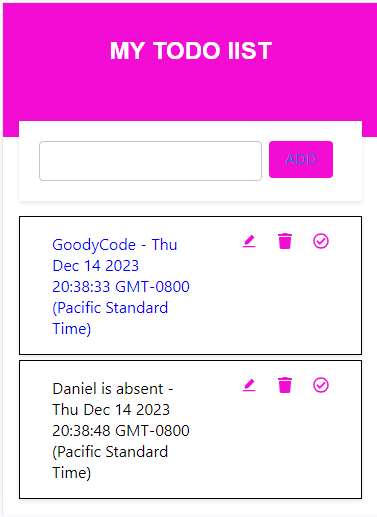 MY TODO lIST
ADD
GoodyCode - Thu
Dec 14 2023
20:38:33 GMT-0800
(Pacific Standard
Time)
Daniel is absent -
Thu Dec 14 2023
20:38:48 GMT-0800
(Pacific Standard
Time)